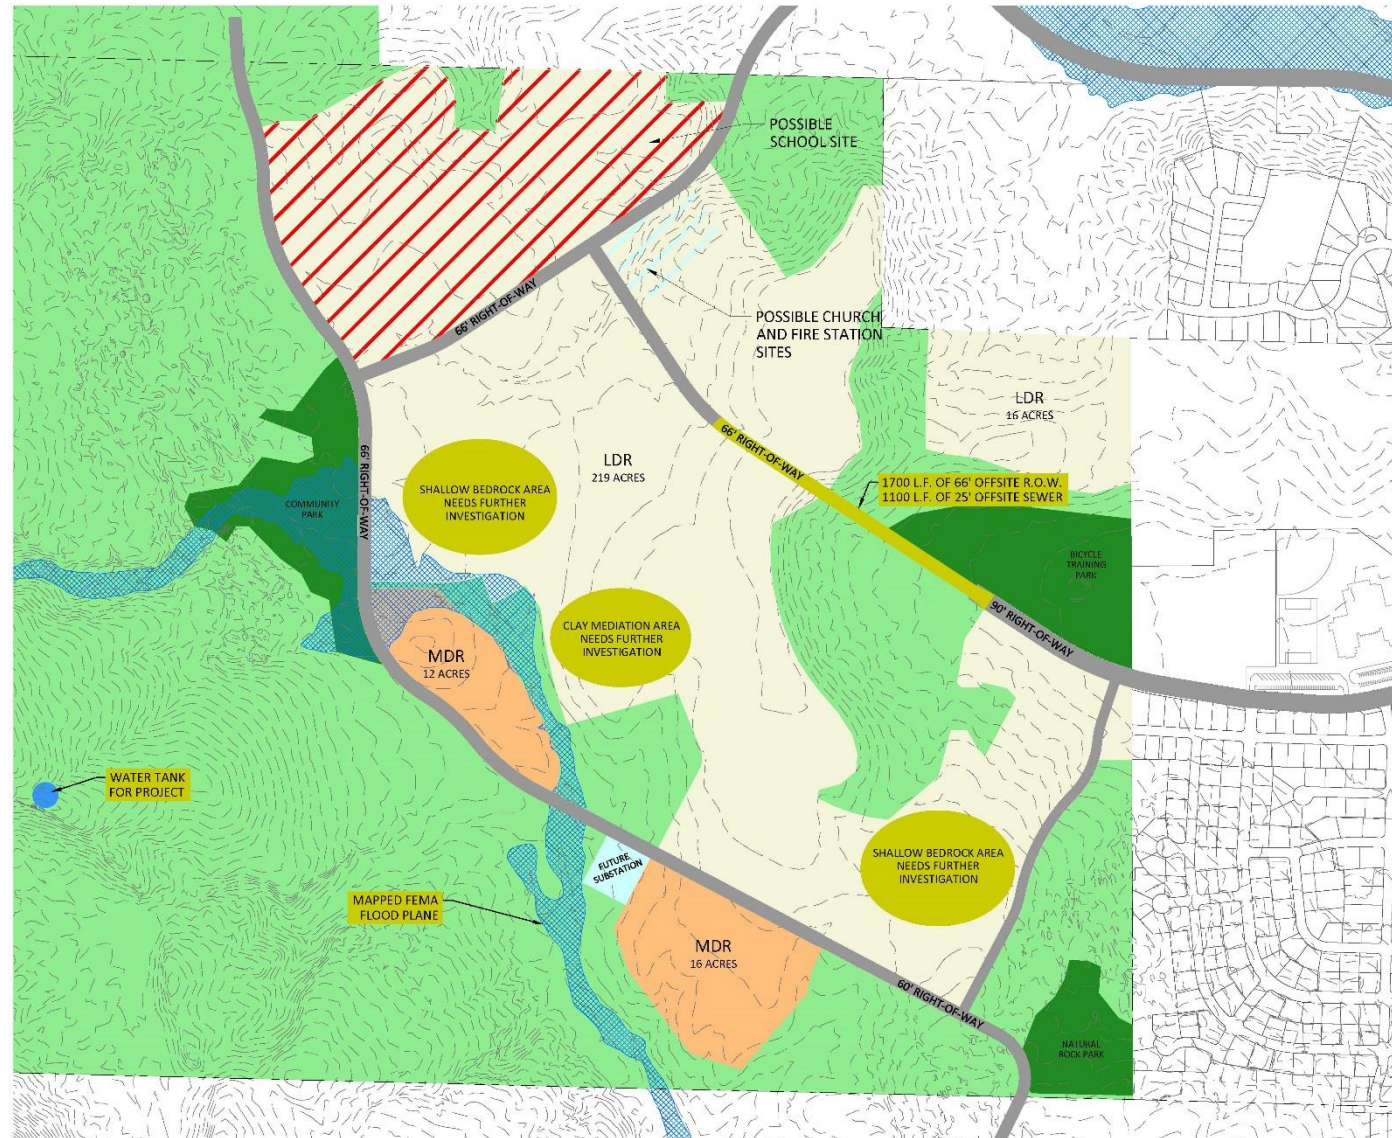 POSSIBLE
SCHOOL SITE
66' RIGHT-OF-WAY
POSSIBLE CHURCH
AND FIRE STATION
SITES
LDR
16 ACRES
66' RIGHT-OF-WAY
LDR
219 ACRES
66' RIGHT-OF-WAY
SHALLOW BEDROCK AREA
NEEDS FURTHER
INVESTIGATION
1700 L.F. OF 66' OFFSITE R.O.W.
1100 L.F. OF 25' OFFSITE SEWER
COMMUNITY
PARK
BICYCLE
TRAINING
PARK
90' RIGHT-OF-WAY
CLAY MEDIATION AREA
NEEDS FURTHER
INVESTIGATION
MDR
12 ACRES
WATER TANK
FOR PROJECT
FUTURE
SUBSTATION
SHALLOW BEDROCK AREA
NEEDS FURTHER
INVESTIGATION
MAPPED FEMA
FLOOD PLANE
MDR
16 ACRES
60' RIGHT-OF-WAY
NATURAL
ROCK PARK